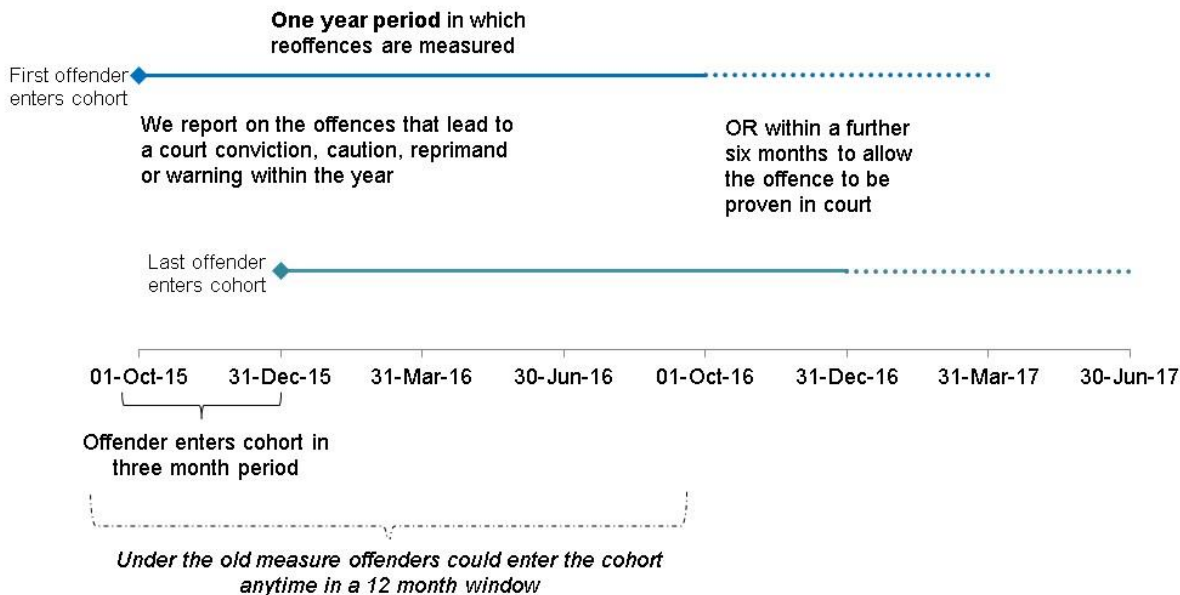 One year period in which
reoffences are measured
First offender
enters cohort
We report on the offences that lead to
a court conviction, caution, reprimand
or warning within the year
OR within a further
six months to allow
the offence to be
proven in court
Last offender
enters cohort
01-Oct-15 31-Dec-15 31-Mar-16 30-Jun-16 01-Oct-16 31-Dec-16 31-Mar-17 30-Jun-17
Offender enters cohort in
three month period
Under the old measure offenders could enter the cohort
anytime in a 12 month window